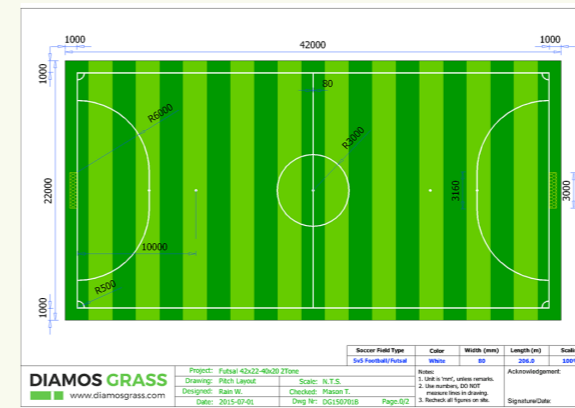 1000 1000
42000
1000
80
R6000
R3000
22000
3160
3000
10000
R500
1000
Soccer Field Type Color Width (mm) Length (m) Scale
5x5 Football/Futsal White 80 206.0 100%
DIAMOS GRASS
www.diamosgrass.com
Project: Futsal 42x22-40x20 2Tone
Drawing: Pitch Layout Scale: N.T.S.
Designed: Rain W. Checked: Mason T.
Date: 2015-07-01 Dwg Nr: DG150701B Page.0/2
Notes:
1. Unit is 'mm', unless remarks.
2. Use numbers, DO NOT
measure lines in drawing.
3. Recheck all figures on site.
Acknowledgement:
Signature/Date: